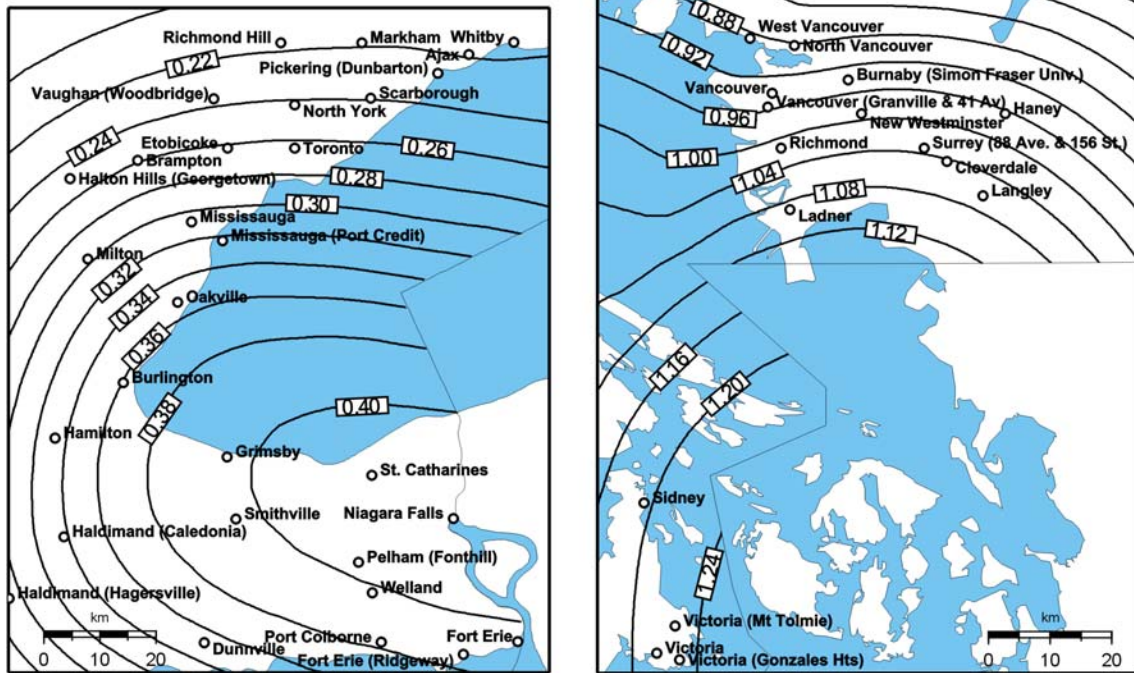 Richmond Hill
Markham
Whitby
Ajax
0.22
Pickering (Dunbarton)
Vaughan (Woodbridge)
Scarborough
North York
0.24
Etobicoke
Toronto
0.26
Brampton
Halton Hills (Georgetown)
0.28
0.30
Mississauga
Mississauga (Port Credit)
Milton
0.32
0.34
Oakville
0.36
Burlington
0.38
0.40
Hamilton
Grimsby
St. Catharines
Smithville
Niagara Falls
Haldimand (Caledonia)
Pelham (Fonthill)
Welland
Haldimand (Hagersville)
km
0 10 20
Dunnville
Port Colborne
Fort Erie
Fort Erie (Ridgeway)
0.88
West Vancouver
North Vancouver
0.92
Burnaby (Simon Fraser Univ.)
Vancouver
Vancouver (Granville & 41 Av)
Haney
0.96
New Westminster
1.00
Richmond
Surrey (88 Ave. & 156 St.)
Cloverdale
1.04
1.08
Langley
Ladner
1.12
1.16
1.20
Sidney
1.24
Victoria (Mt Tolmie)
Victoria
Victoria (Gonzales Hts)
km
0 10 20